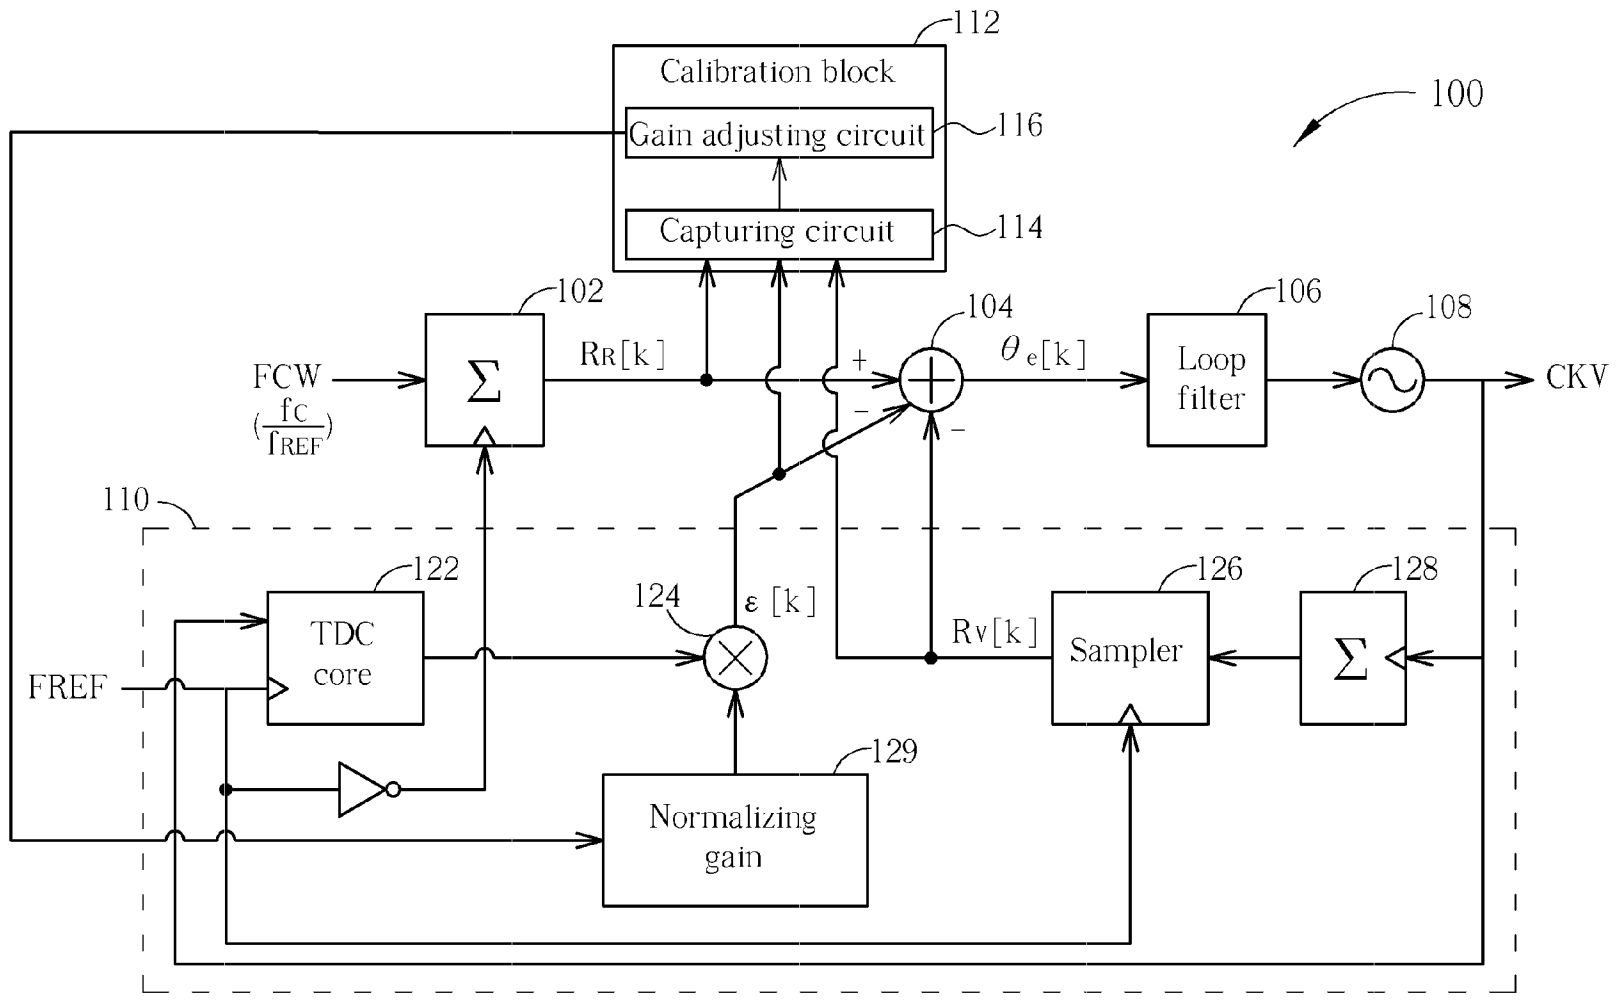 112
Calibration block
100
Gain adjusting circuit
116
Capturing circuit
114
102
104
106
108
Σ
RR[k]
+
θe[k]
Loop
filter
CKV
FCW
(fC/fREF)
-
-
110
122
124
ε[k]
126
128
TDC
core
RV[k]
Sampler
Σ
FREF
129
Normalizing
gain